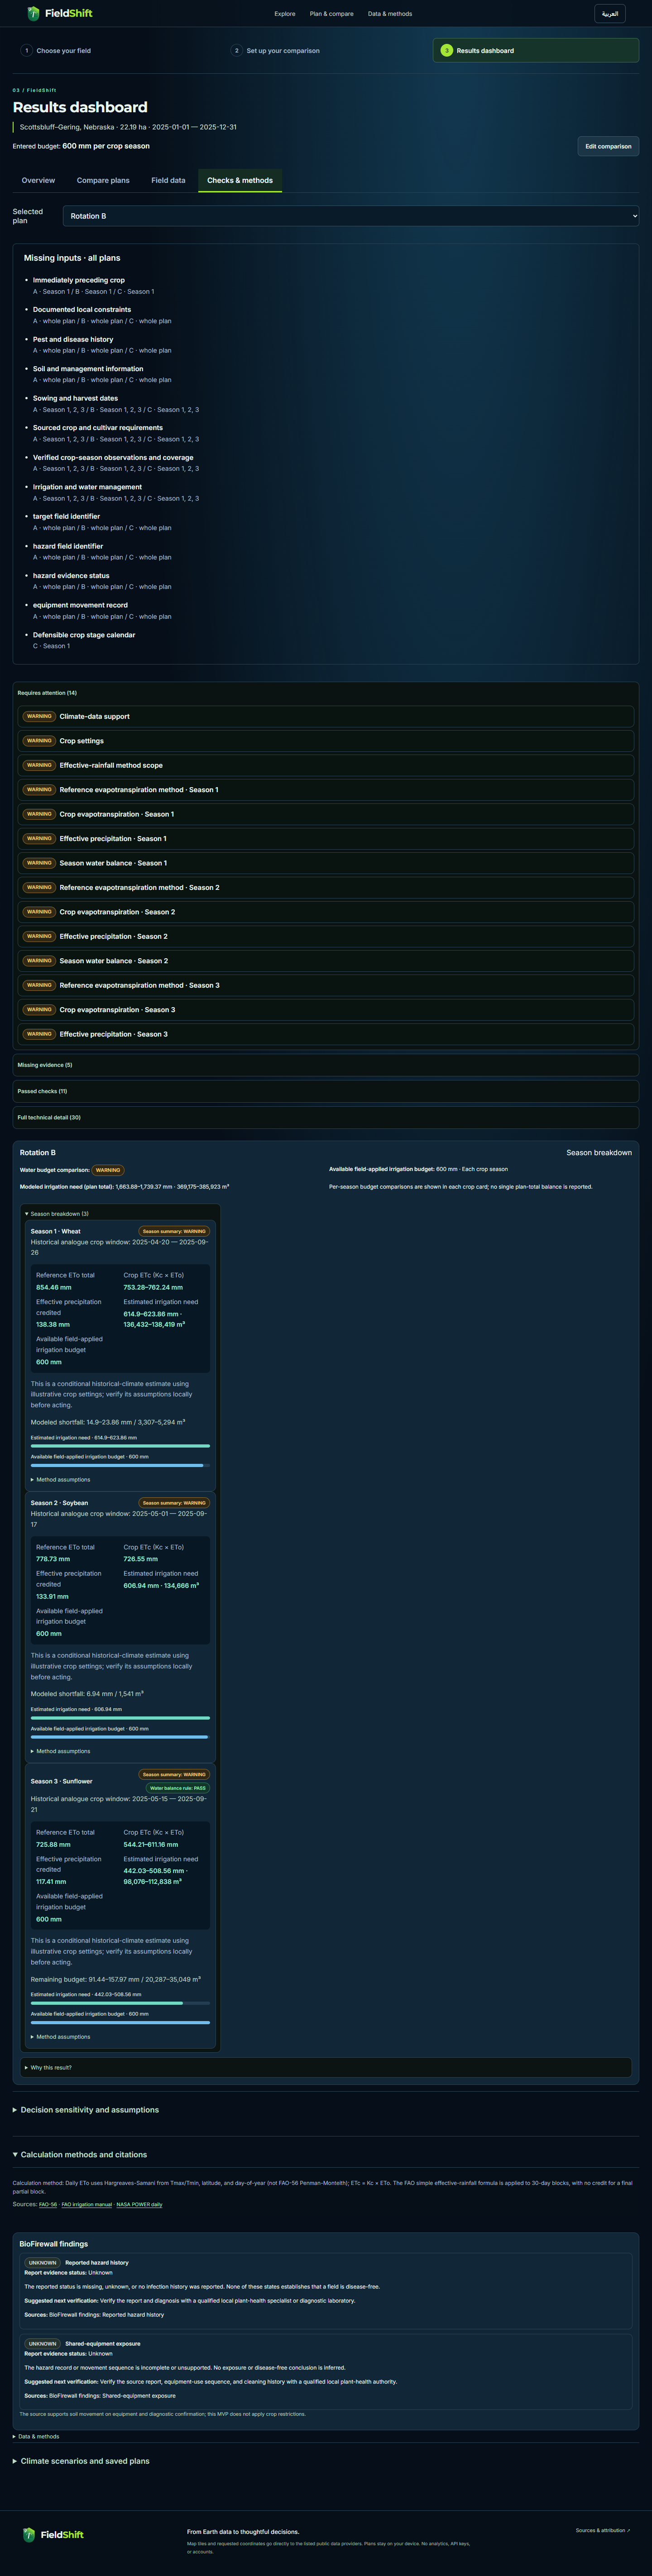 FieldShift
Explore
Plan & compare
Data & methods
العربية
1 Choose your field
2 Set up your comparison
3 Results dashboard
03 / FieldShift
Results dashboard
Scottsbluff–Gering, Nebraska · 22.19 ha · 2025-01-01 — 2025-12-31
Entered budget: 600 mm per crop season
Edit comparison
Overview
Compare plans
Field data
Checks & methods
Selected plan
Rotation B
Missing inputs · all plans
• Immediately preceding crop
A · Season 1 / B · Season 1 / C · Season 1
• Documented local constraints
A · whole plan / B · whole plan / C · whole plan
• Pest and disease history
A · whole plan / B · whole plan / C · whole plan
• Soil and management information
A · whole plan / B · whole plan / C · whole plan
• Sowing and harvest dates
A · Season 1, 2, 3 / B · Season 1, 2, 3 / C · Season 1, 2, 3
• Sourced crop and cultivar requirements
A · Season 1, 2, 3 / B · Season 1, 2, 3 / C · Season 1, 2, 3
• Verified crop-season observations and coverage
A · Season 1, 2, 3 / B · Season 1, 2, 3 / C · Season 1, 2, 3
• Irrigation and water management
A · Season 1, 2, 3 / B · Season 1, 2, 3 / C · Season 1, 2, 3
• target field identifier
A · whole plan / B · whole plan / C · whole plan
• hazard field identifier
A · whole plan / B · whole plan / C · whole plan
• hazard evidence status
A · whole plan / B · whole plan / C · whole plan
• equipment movement record
A · whole plan / B · whole plan / C · whole plan
• Defensible crop stage calendar
C · Season 1
Requires attention (14)
WARNING Climate-data support
WARNING Crop settings
WARNING Effective-rainfall method scope
WARNING Reference evapotranspiration method · Season 1
WARNING Crop evapotranspiration · Season 1
WARNING Effective precipitation · Season 1
WARNING Season water balance · Season 1
WARNING Reference evapotranspiration method · Season 2
WARNING Crop evapotranspiration · Season 2
WARNING Effective precipitation · Season 2
WARNING Season water balance · Season 2
WARNING Reference evapotranspiration method · Season 3
WARNING Crop evapotranspiration · Season 3
WARNING Effective precipitation · Season 3
Missing evidence (5)
Passed checks (11)
Full technical detail (30)
Rotation B
Season breakdown
Water budget comparison: WARNING
Available field-applied irrigation budget: 600 mm · Each crop season
Modeled irrigation need (plan total): 1,663.88–1,739.37 mm · 369,175–385,923 m³
Per-season budget comparisons are shown in each crop card; no single plan-total balance is reported.
▼ Season breakdown (3)
Season 1 · Wheat
Season summary: WARNING
Historical analogue crop window: 2025-04-20 — 2025-09-
26
Reference ETo total
854.46 mm
Crop ETc (Kc × ETo)
753.28–762.24 mm
Effective precipitation
credited
138.38 mm
Estimated irrigation need
614.9–623.86 mm ·
136,432–138,419 m³
Available field-applied
irrigation budget
600 mm
This is a conditional historical-climate estimate using
illustrative crop settings; verify its assumptions locally
before acting.
Modeled shortfall: 14.9–23.86 mm / 3,307–5,294 m³
Estimated irrigation need · 614.9–623.86 mm
Available field-applied irrigation budget · 600 mm
▶ Method assumptions
Season 2 · Soybean
Season summary: WARNING
Historical analogue crop window: 2025-05-01 — 2025-09-
17
Reference ETo total
778.73 mm
Crop ETc (Kc × ETo)
726.55 mm
Effective precipitation
credited
133.91 mm
Estimated irrigation need
606.94 mm · 134,666 m³
Available field-applied
irrigation budget
600 mm
This is a conditional historical-climate estimate using
illustrative crop settings; verify its assumptions locally
before acting.
Modeled shortfall: 6.94 mm / 1,541 m³
Estimated irrigation need · 606.94 mm
Available field-applied irrigation budget · 600 mm
▶ Method assumptions
Season 3 · Sunflower
Season summary: WARNING
Water balance rule: PASS
Historical analogue crop window: 2025-05-15 — 2025-09-
21
Reference ETo total
725.88 mm
Crop ETc (Kc × ETo)
544.21–611.16 mm
Effective precipitation
credited
117.41 mm
Estimated irrigation need
442.03–508.56 mm ·
98,076–112,838 m³
Available field-applied
irrigation budget
600 mm
This is a conditional historical-climate estimate using
illustrative crop settings; verify its assumptions locally
before acting.
Remaining budget: 91.44–157.97 mm / 20,287–35,049 m³
Estimated irrigation need · 442.03–508.56 mm
Available field-applied irrigation budget · 600 mm
▶ Method assumptions
▶ Why this result?
▶ Decision sensitivity and assumptions
▼ Calculation methods and citations
Calculation method: Daily ETo uses Hargreaves-Samani from Tmax/Tmin, latitude, and day-of-year (not FAO-56 Penman-Monteith); ETc = Kc × ETo. The FAO simple effective-rainfall formula is applied to 30-day blocks, with no credit for a final
partial block.
Sources: FAO-56 · FAO irrigation manual · NASA POWER daily
BioFirewall findings
UNKNOWN Reported hazard history
Report evidence status: Unknown
The reported status is missing, unknown, or no infection history was reported. None of these states establishes that a field is disease-free.
Suggested next verification: Verify the report and diagnosis with a qualified local plant-health specialist or diagnostic laboratory.
Sources: BioFirewall findings: Reported hazard history
UNKNOWN Shared-equipment exposure
Report evidence status: Unknown
The hazard record or movement sequence is incomplete or unsupported. No exposure or disease-free conclusion is inferred.
Suggested next verification: Verify the source report, equipment-use sequence, and cleaning history with a qualified local plant-health authority.
Sources: BioFirewall findings: Shared-equipment exposure
The source supports soil movement on equipment and diagnostic confirmation; this MVP does not apply crop restrictions.
▶ Data & methods
▶ Climate scenarios and saved plans
FieldShift
From Earth data to thoughtful decisions.
Map tiles and requested coordinates go directly to the listed public data providers. Plans stay on your device. No analytics, API keys,
or accounts.
Sources & attribution ↗